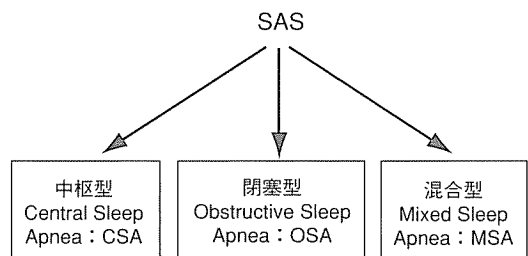 SAS
中枢型
Central Sleep
Apnea：CSA
閉塞型
Obstructive Sleep
Apnea：OSA
混合型
Mixed Sleep
Apnea：MSA